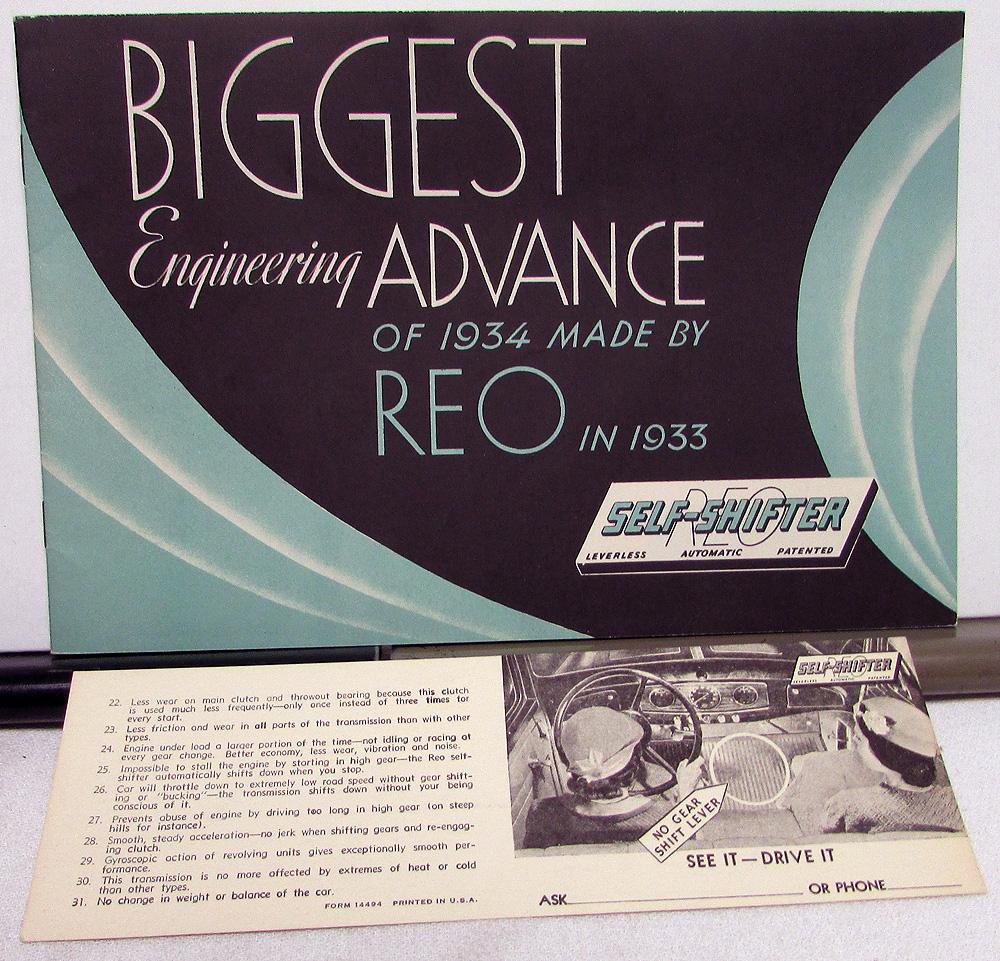 BIGGEST
Engineering ADVANCE
OF 1934 MADE BY
REO IN 1933
REO
SELF-SHIFTER
LEVERLESS AUTOMATIC PATENTED
22. Less wear on main clutch and throwout bearing because this clutch
is used much less frequently—only once instead of three times for
every start.
23. Less friction and wear in all parts of the transmission than with other
types.
24. Engine under load a larger portion of the time—not idling or racing at
every gear change. Better economy, less wear, vibration and noise.
25. Impossible to stall the engine by starting in high gear—the Reo self-
shifter automatically shifts down when you stop.
26. Car will throttle down to extremely low road speed without gear shift-
ing or "bucking"—the transmission shifts down without your being
conscious of it.
27. Prevents abuse of engine by driving too long in high gear (on steep
hills for instance).
28. Smooth, steady acceleration—no jerk when shifting gears and re-engag-
ing clutch.
29. Gyroscopic action of revolving units gives exceptionally smooth per-
formance.
30. This transmission is no more affected by extremes of heat or cold
than other types.
31. No change in weight or balance of the car.
FORM 14494 PRINTED IN U.S.A.
REO
SELF-SHIFTER
LEVERLESS AUTOMATIC PATENTED
NO GEAR
SHIFT LEVER
SEE IT—DRIVE IT
ASK OR PHONE